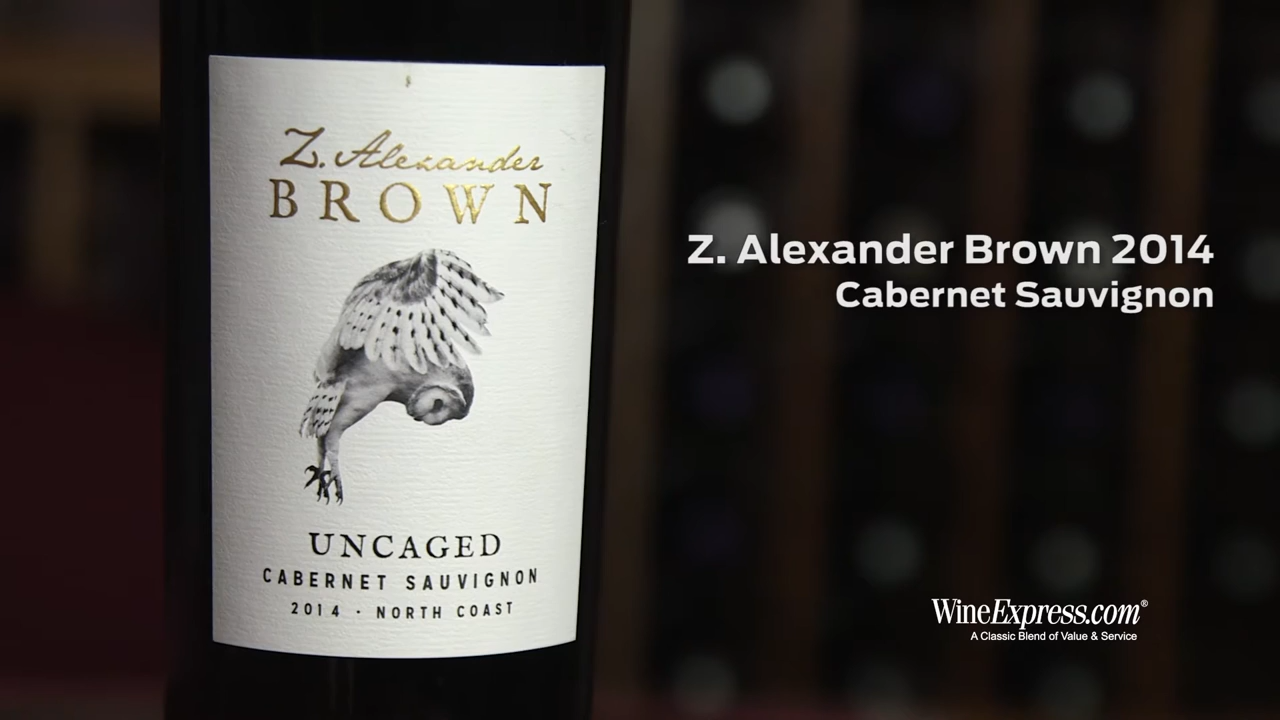 Z. Alexander
BROWN
UNCAGED
CABERNET SAUVIGNON
2014 · NORTH COAST
Z. Alexander Brown 2014
Cabernet Sauvignon
WineExpress.com®
A Classic Blend of Value & Service